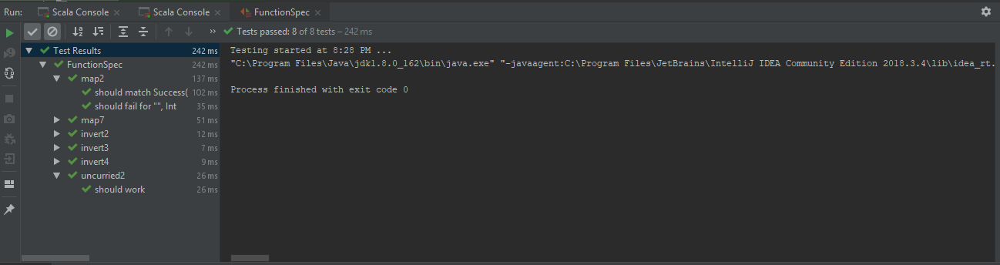 Run: Scala Console Scala Console FunctionSpec
Tests passed: 8 of 8 tests – 242 ms
Test Results 242 ms
FunctionSpec 242 ms
map2 137 ms
should match Success( 102 ms
should fail for "", Int 35 ms
map7 51 ms
invert2 12 ms
invert3 7 ms
invert4 9 ms
uncurried2 26 ms
should work 26 ms
Testing started at 8:28 PM ...
"C:\Program Files\Java\jdk1.8.0_162\bin\java.exe" "-javaagent:C:\Program Files\JetBrains\IntelliJ IDEA Community Edition 2018.3.4\lib\idea_rt.
Process finished with exit code 0